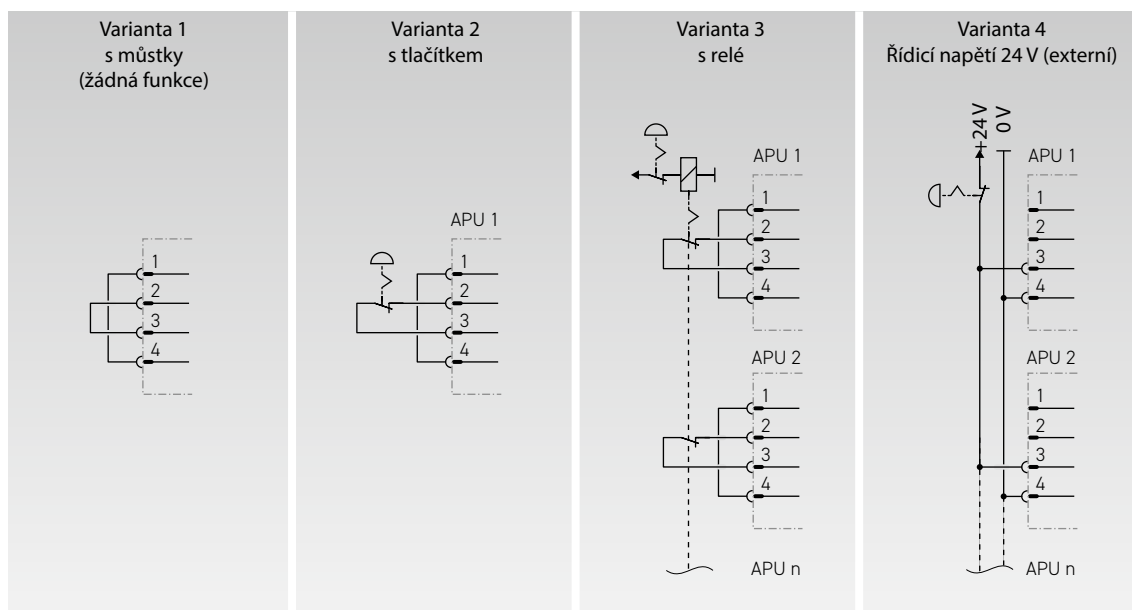 Varianta 1
s můstky
(žádná funkce)
1
2
3
4
Varianta 2
s tlačítkem
APU 1
1
2
3
4
Varianta 3
s relé
APU 1
1
2
3
4
APU 2
1
2
3
4
APU n
Varianta 4
Řídicí napětí 24 V (externí)
24 V
0 V
APU 1
1
2
3
4
APU 2
1
2
3
4
APU n